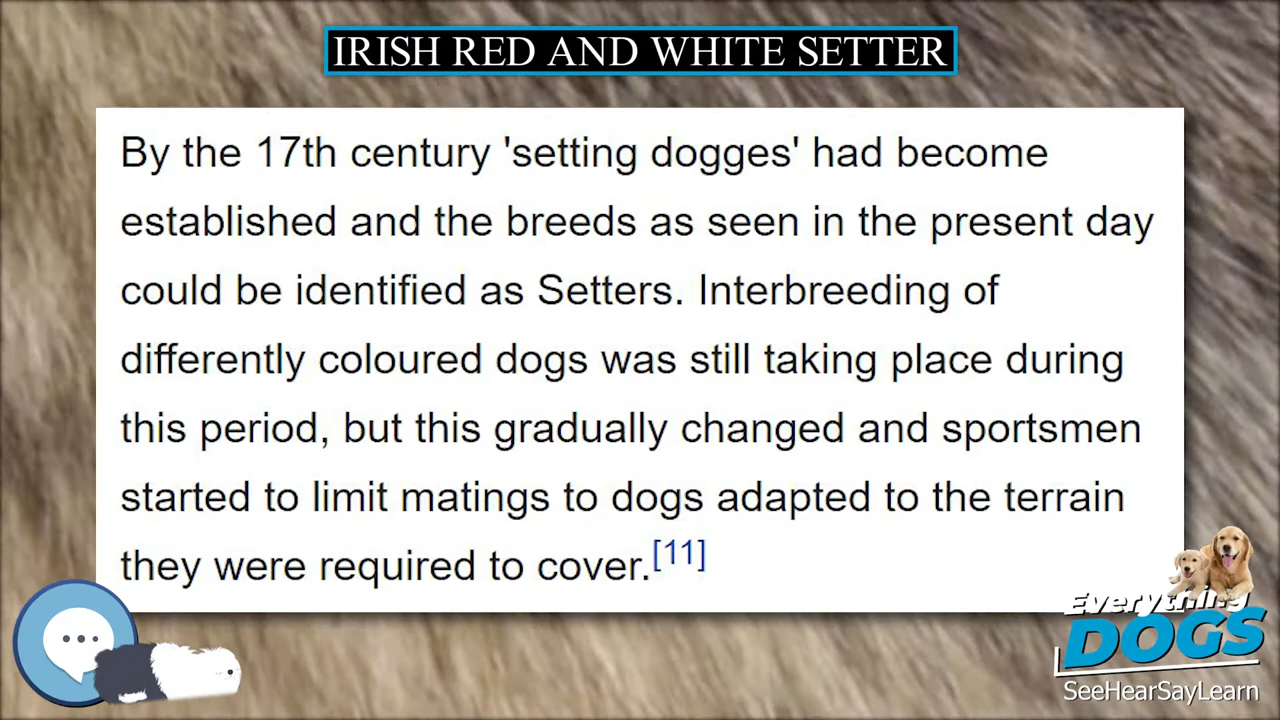 IRISH RED AND WHITE SETTER
By the 17th century 'setting dogges' had become
established and the breeds as seen in the present day
could be identified as Setters. Interbreeding of
differently coloured dogs was still taking place during
this period, but this gradually changed and sportsmen
started to limit matings to dogs adapted to the terrain
they were required to cover.[11]
Everything
DOGS
SeeHearSayLearn